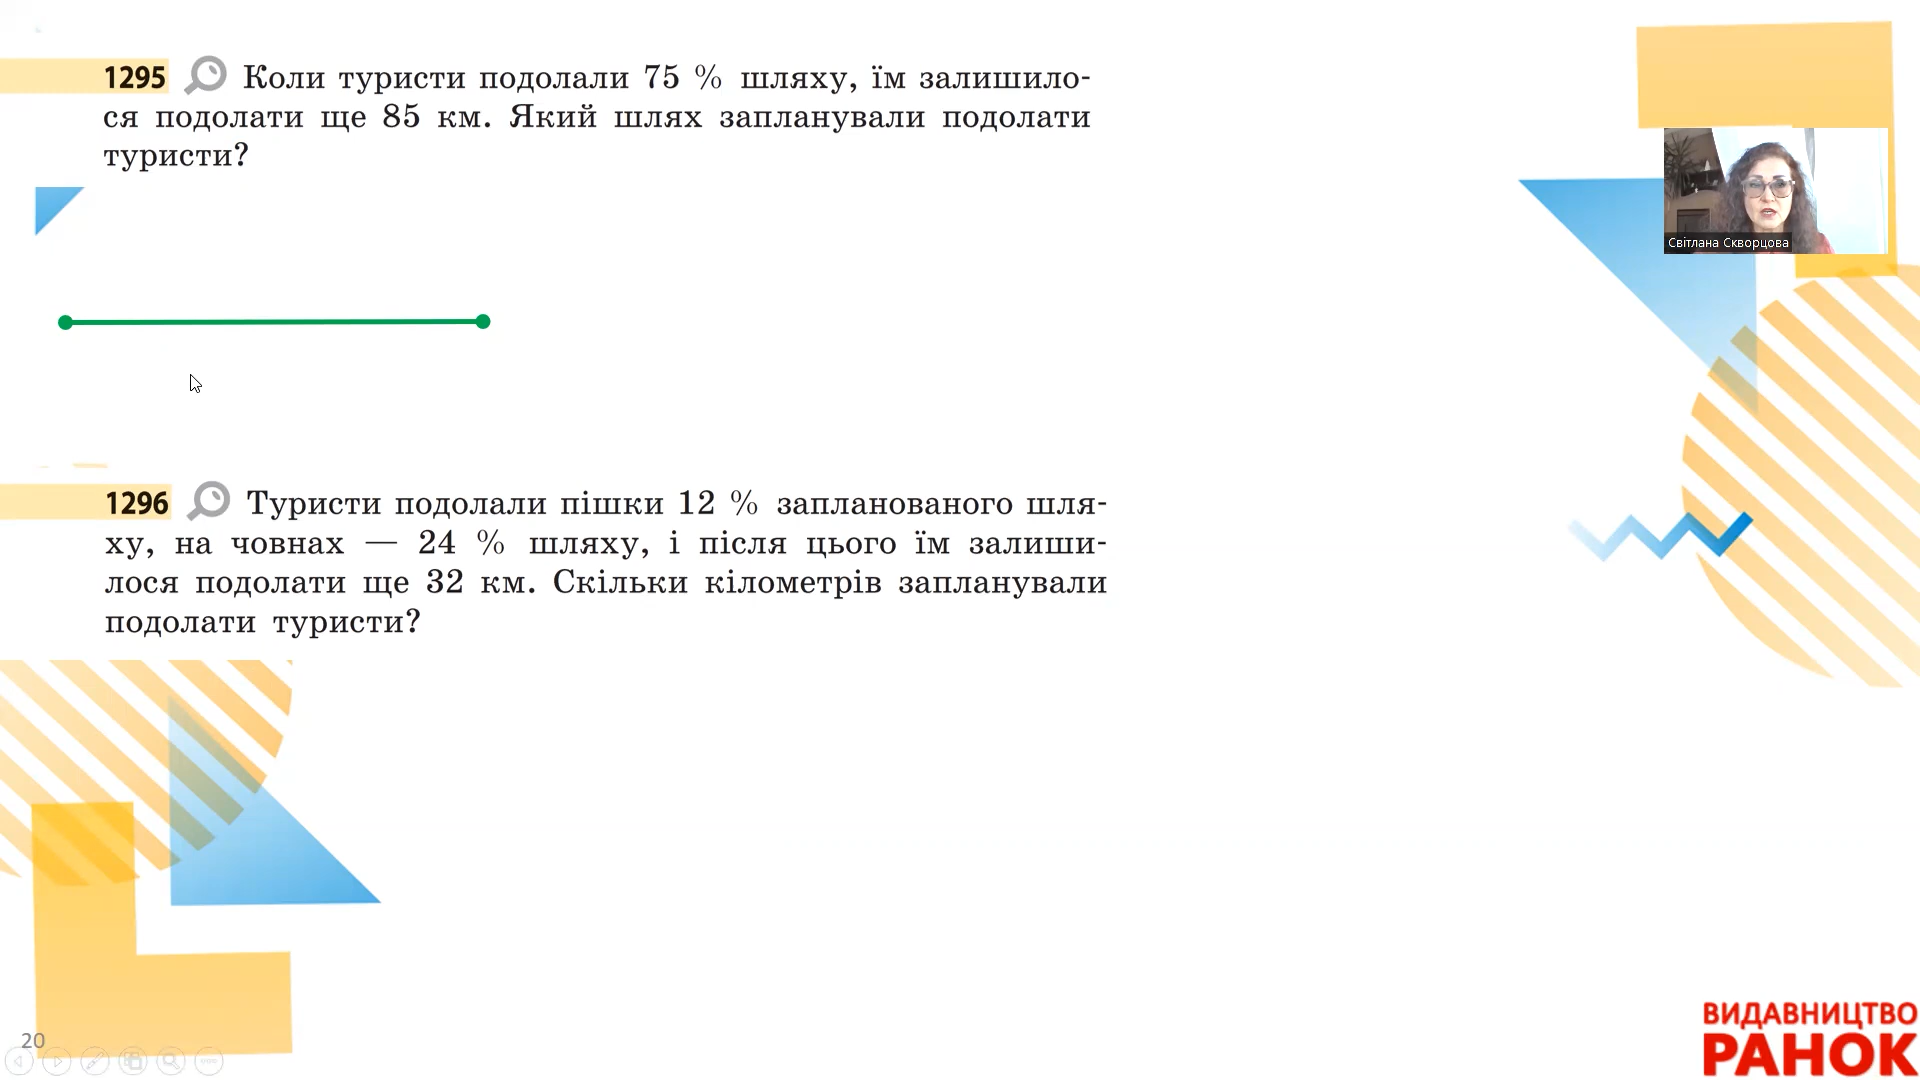 1295 Коли туристи подолали 75 % шляху, їм залишило-
ся подолати ще 85 км. Який шлях запланували подолати
туристи?
Світлана Скворцова
1296 Туристи подолали пішки 12 % запланованого шля-
ху, на човнах — 24 % шляху, і після цього їм залиши-
лося подолати ще 32 км. Скільки кілометрів запланували
подолати туристи?
20
ВИДАВНИЦТВО
РАНОК